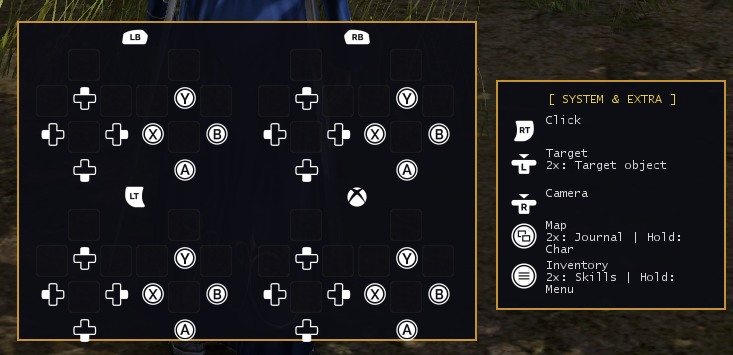 LB
RB
Y
Y
X
B
X
B
A
A
LT
Y
Y
X
B
X
B
A
A
[ SYSTEM & EXTRA ]
RT
Click
L
Target
2x: Target object
R
Camera
Map
2x: Journal | Hold:
Char
Inventory
2x: Skills | Hold:
Menu